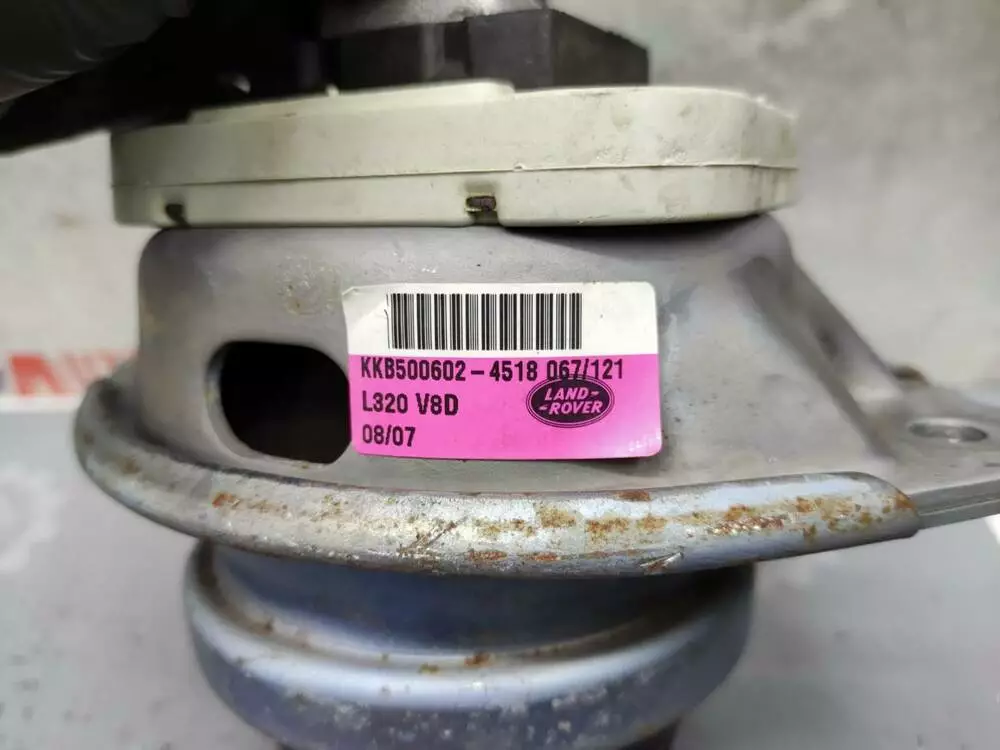 KKB500602-4518 067/121
L320 V8D
LAND-
-ROVER
08/07